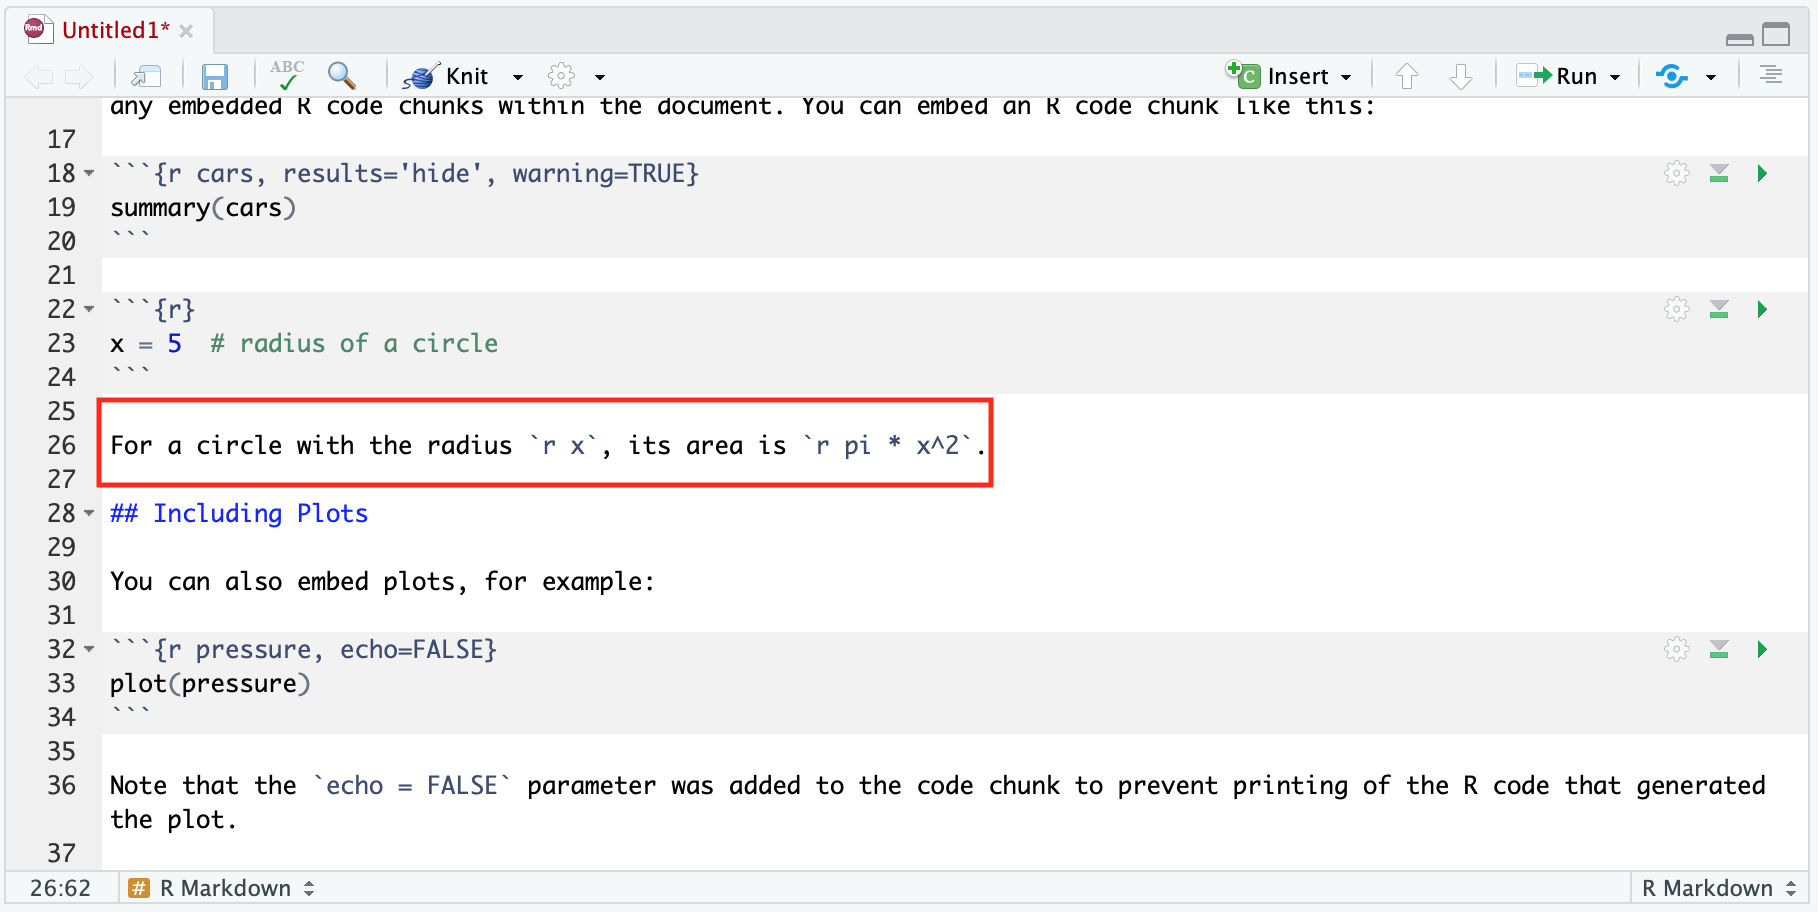 Rmd Untitled1*
ABC Knit Insert Run
any embedded R code chunks within the document. You can embed an R code chunk like this:
17
18 ```{r cars, results='hide', warning=TRUE}
19 summary(cars)
20 ```
21
22 ```{r}
23 x = 5  # radius of a circle
24 ```
25
26 For a circle with the radius `r x`, its area is `r pi * x^2`.
27
28 ## Including Plots
29
30 You can also embed plots, for example:
31
32 ```{r pressure, echo=FALSE}
33 plot(pressure)
34 ```
35
36 Note that the `echo = FALSE` parameter was added to the code chunk to prevent printing of the R code that generated
the plot.
37
26:62 # R Markdown R Markdown